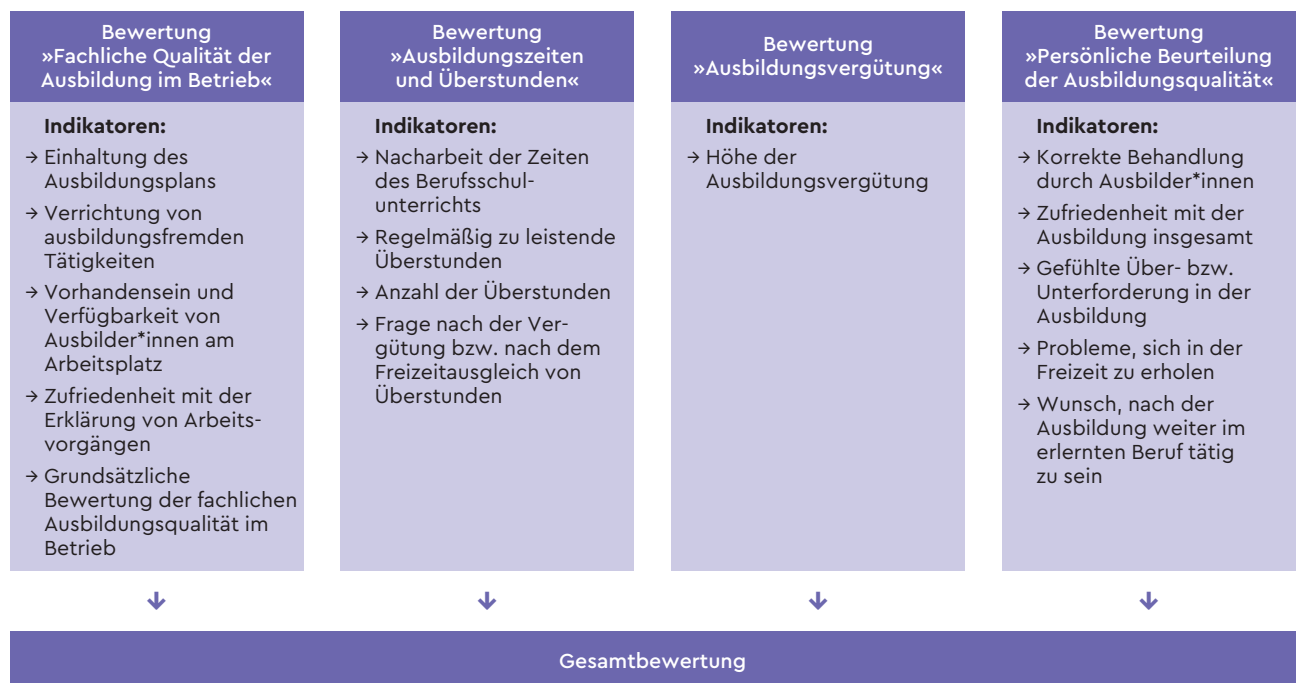 Bewertung
»Fachliche Qualität der
Ausbildung im Betrieb«
Indikatoren:
→ Einhaltung des
Ausbildungsplans
→ Verrichtung von
ausbildungsfremden
Tätigkeiten
→ Vorhandensein und
Verfügbarkeit von
Ausbilder*innen am
Arbeitsplatz
→ Zufriedenheit mit der
Erklärung von Arbeits-
vorgängen
→ Grundsätzliche
Bewertung der fachlichen
Ausbildungsqualität im
Betrieb
Bewertung
»Ausbildungszeiten
und Überstunden«
Indikatoren:
→ Nacharbeit der Zeiten
des Berufsschul-
unterrichts
→ Regelmäßig zu leistende
Überstunden
→ Anzahl der Überstunden
→ Frage nach der Ver-
gütung bzw. nach dem
Freizeitausgleich von
Überstunden
Bewertung
»Ausbildungsvergütung«
Indikatoren:
→ Höhe der
Ausbildungsvergütung
Bewertung
»Persönliche Beurteilung
der Ausbildungsqualität«
Indikatoren:
→ Korrekte Behandlung
durch Ausbilder*innen
→ Zufriedenheit mit der
Ausbildung insgesamt
→ Gefühlte Über- bzw.
Unterforderung in der
Ausbildung
→ Probleme, sich in der
Freizeit zu erholen
→ Wunsch, nach der
Ausbildung weiter im
erlernten Beruf tätig
zu sein
Gesamtbewertung